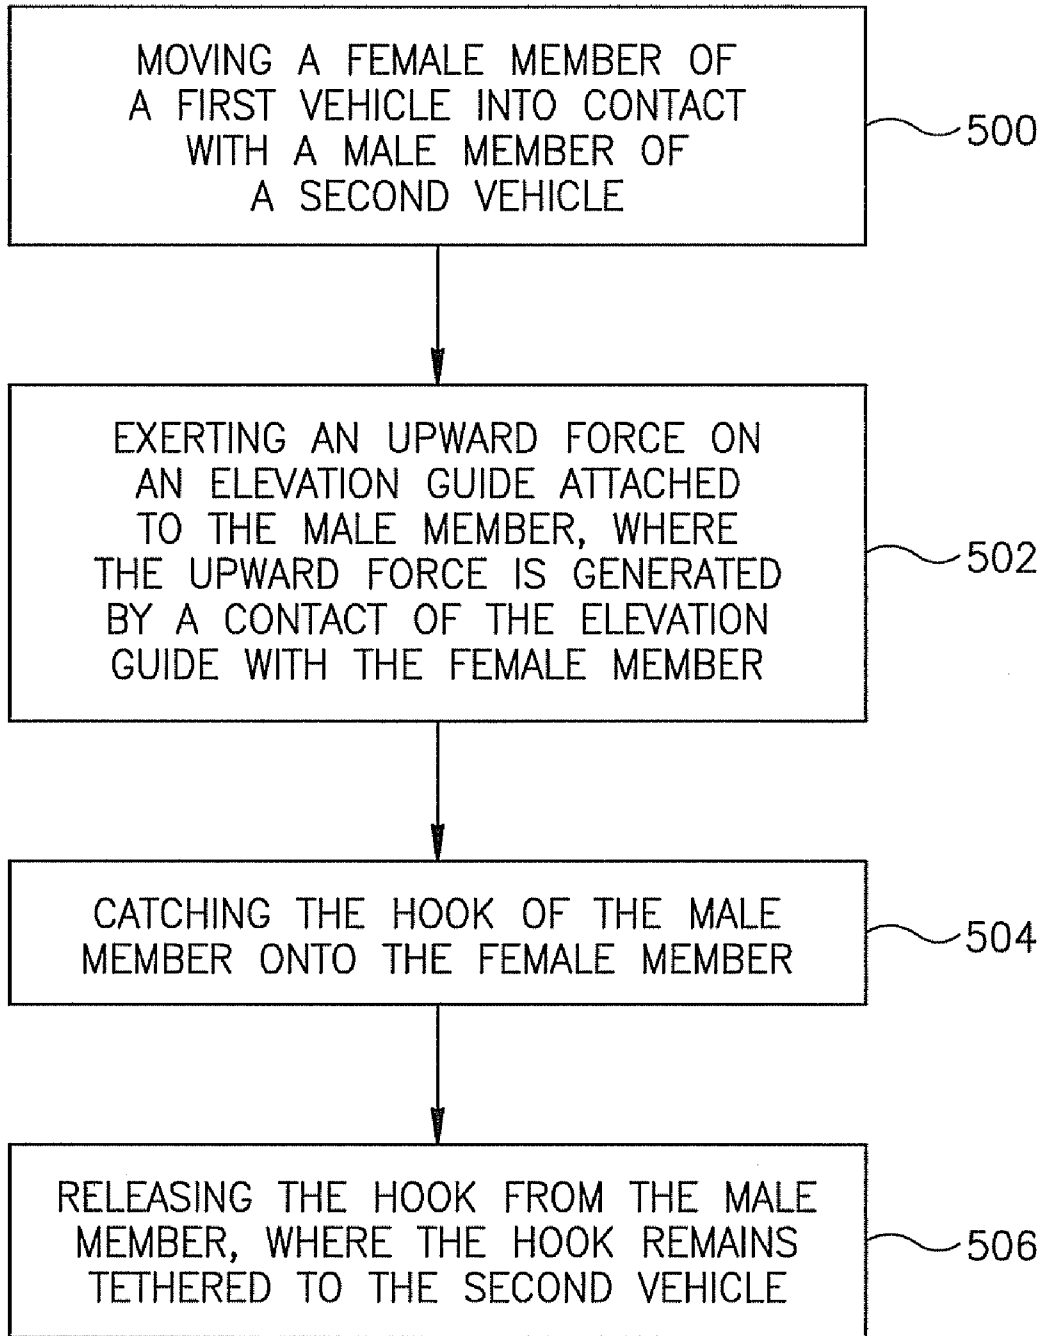 MOVING A FEMALE MEMBER OF
A FIRST VEHICLE INTO CONTACT
WITH A MALE MEMBER OF
A SECOND VEHICLE
500
EXERTING AN UPWARD FORCE ON
AN ELEVATION GUIDE ATTACHED
TO THE MALE MEMBER, WHERE
THE UPWARD FORCE IS GENERATED
BY A CONTACT OF THE ELEVATION
GUIDE WITH THE FEMALE MEMBER
502
CATCHING THE HOOK OF THE MALE
MEMBER ONTO THE FEMALE MEMBER
504
RELEASING THE HOOK FROM THE MALE
MEMBER, WHERE THE HOOK REMAINS
TETHERED TO THE SECOND VEHICLE
506